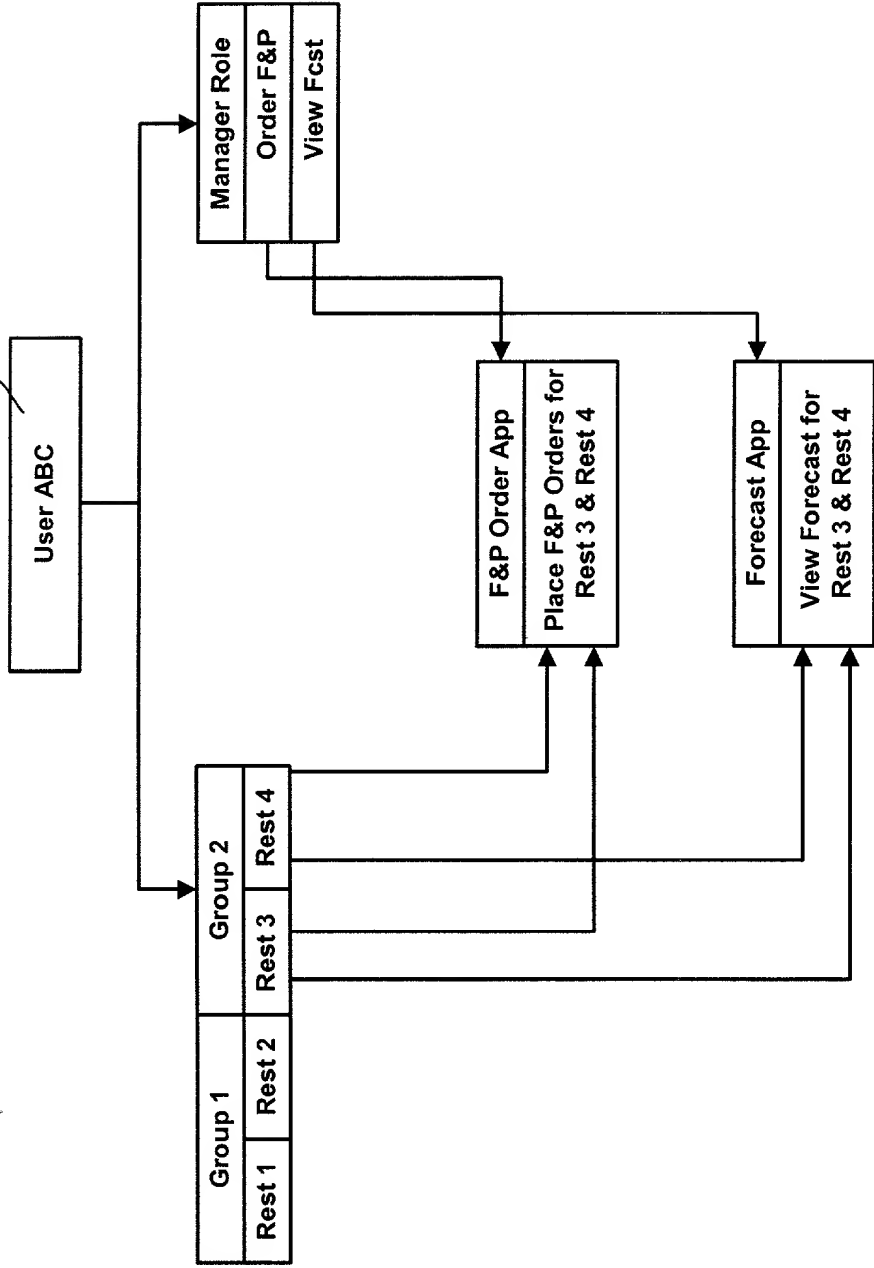 User ABC
Group 1
Group 2
Rest 1
Rest 2
Rest 3
Rest 4
Manager Role
Order F&P
View Fcst
F&P Order App
Place F&P Orders for
Rest 3 & Rest 4
Forecast App
View Forecast for
Rest 3 & Rest 4